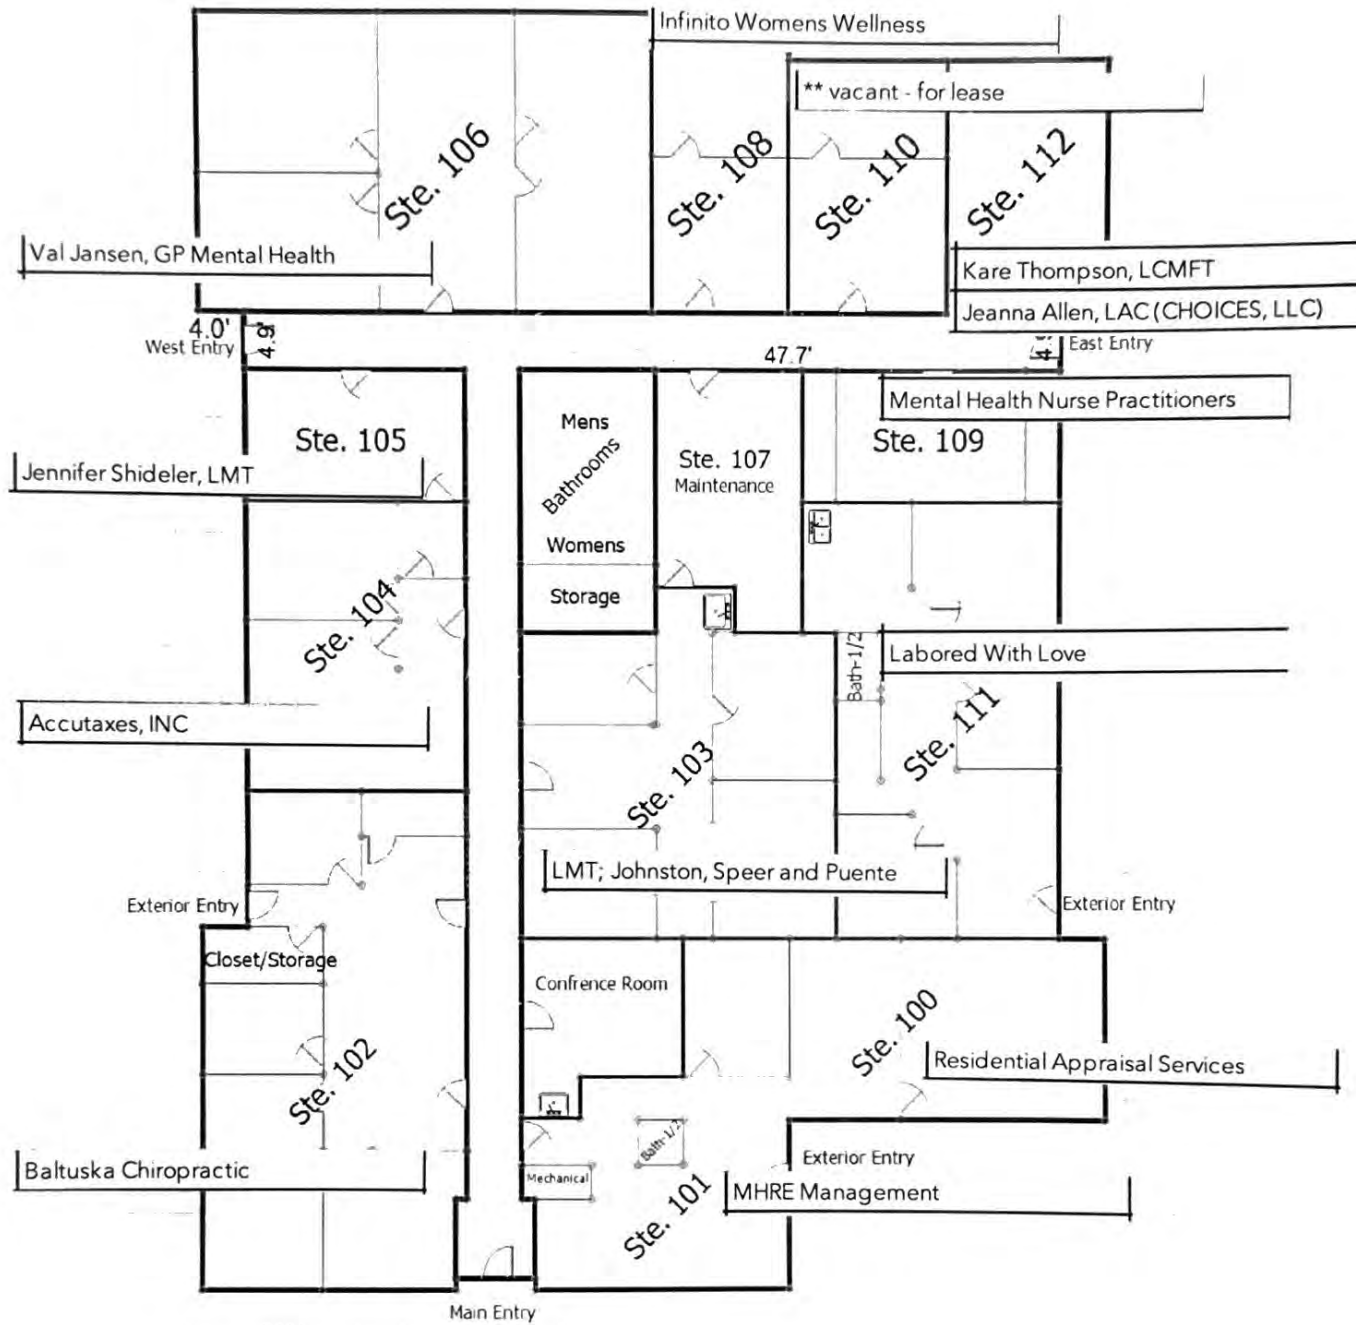 Infinito Womens Wellness
** vacant - for lease
Ste. 106
Ste. 108
Ste. 110
Ste. 112
Val Jansen, GP Mental Health
Kare Thompson, LCMFT
Jeanna Allen, LAC (CHOICES, LLC)
4.0'
4.9'
West Entry
47.7'
East Entry
Mental Health Nurse Practitioners
Ste. 105
Mens
Bathrooms
Womens
Storage
Ste. 107
Maintenance
Ste. 109
Jennifer Shideler, LMT
Ste. 104
Bath-1/2
Labored With Love
Accutaxes, INC
Ste. 103
Ste. 111
LMT; Johnston, Speer and Puente
Exterior Entry
Exterior Entry
Closet/Storage
Confrence Room
Ste. 102
Ste. 100
Residential Appraisal Services
Bath-1/2
Baltuska Chiropractic
Mechanical
Ste. 101
Exterior Entry
MHRE Management
Main Entry